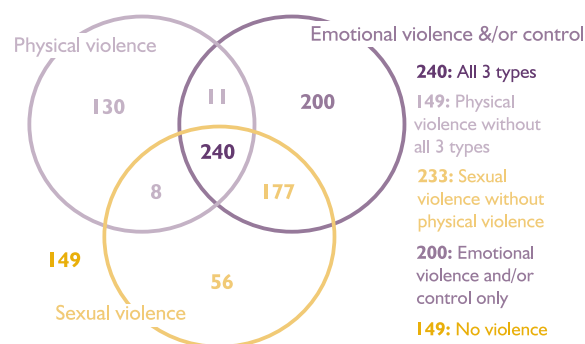 Physical violence
Emotional violence &/or control
130
11
200
240
8
177
149
56
Sexual violence
240: All 3 types
149: Physical
violence without
all 3 types
233: Sexual
violence without
physical violence
200: Emotional
violence and/or
control only
149: No violence